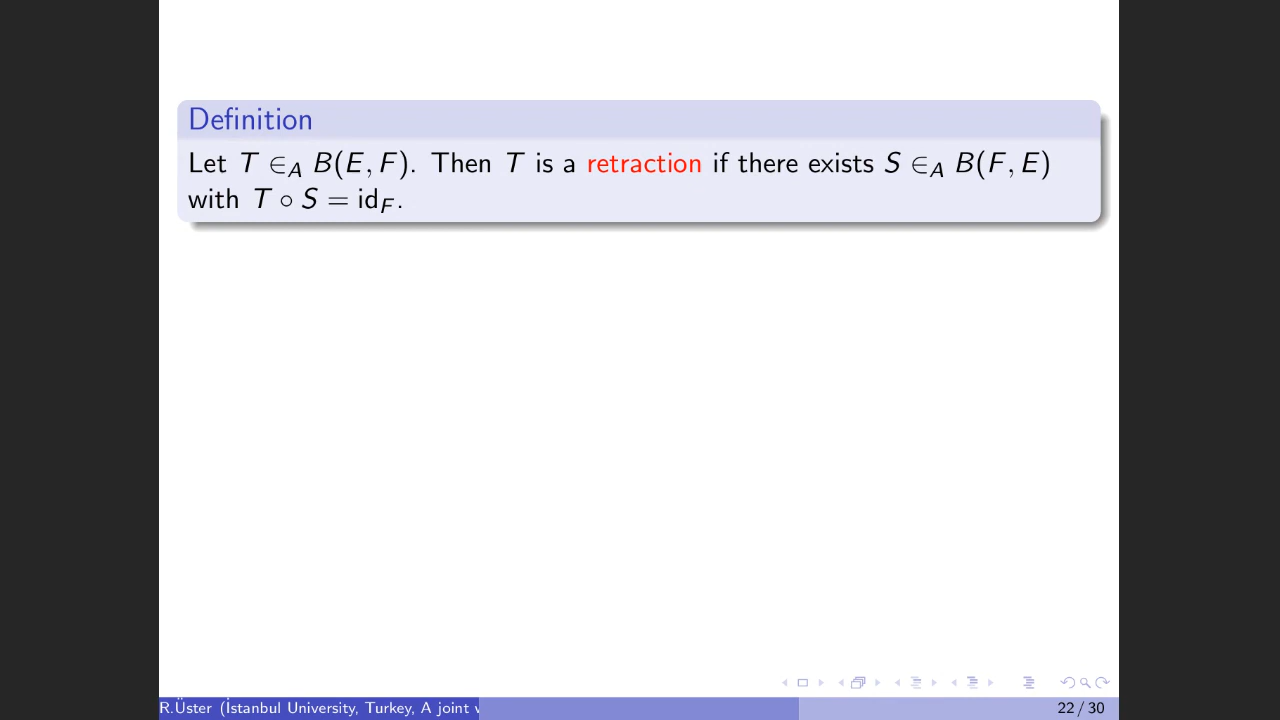 Definition
Let T ∈_A B(E, F). Then T is a retraction if there exists S ∈_A B(F, E)
with T ∘ S = id_F.
R.Üster (İstanbul University, Turkey, A joint
22 / 30